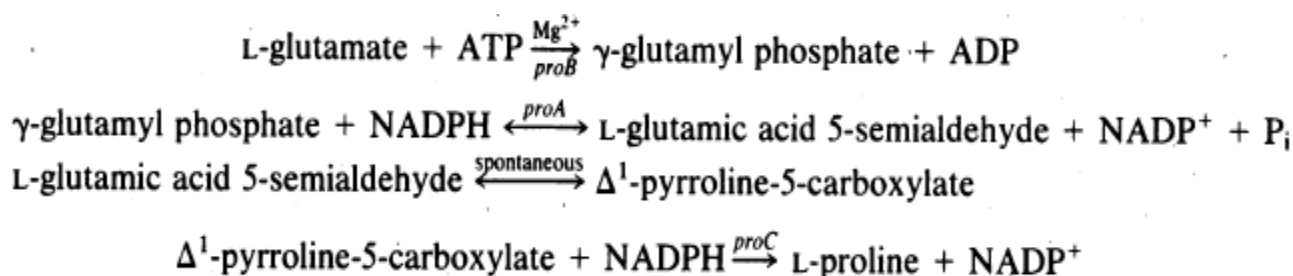 L-glutamate + ATP Mg²⁺ ⇌ proB γ-glutamyl phosphate + ADP
γ-glutamyl phosphate + NADPH ⟷ proA L-glutamic acid 5-semialdehyde + NADP⁺ + Pᵢ
L-glutamic acid 5-semialdehyde ⟷ spontaneous Δ¹-pyrroline-5-carboxylate
Δ¹-pyrroline-5-carboxylate + NADPH proC → L-proline + NADP⁺